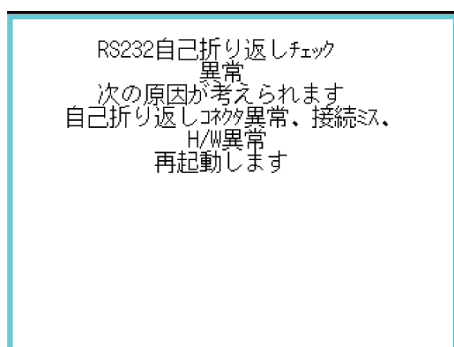 RS232自己折り返しﾁｪｯｸ
異常
次の原因が考えられます
自己折り返しｺﾈｸﾀ異常、接続ﾐｽ、
H/W異常
再起動します